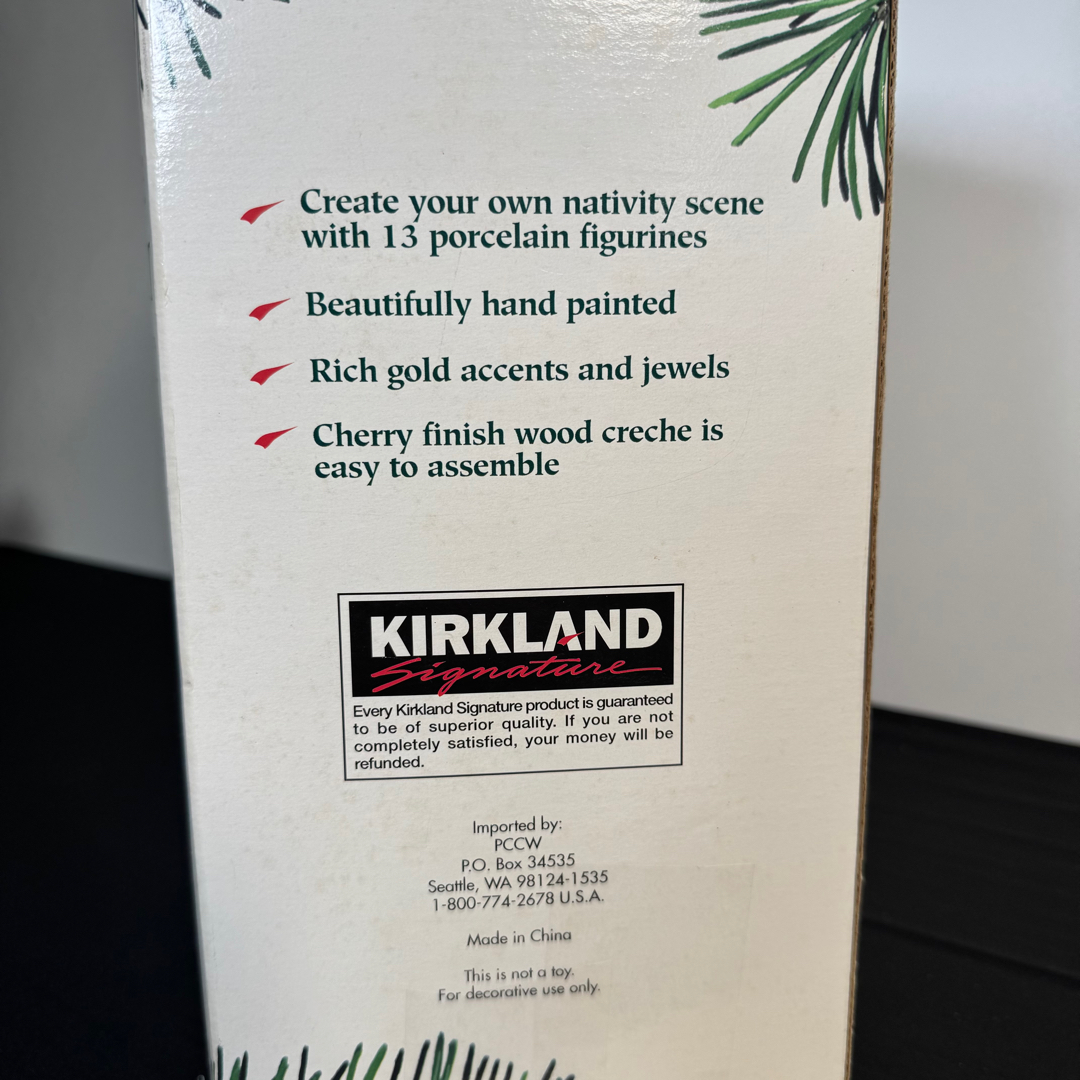 Create your own nativity scene
with 13 porcelain figurines
Beautifully hand painted
Rich gold accents and jewels
Cherry finish wood creche is
easy to assemble
KIRKLAND
Signature
Every Kirkland Signature product is guaranteed
to be of superior quality. If you are not
completely satisfied, your money will be
refunded.
Imported by:
PCCW
P.O. Box 34535
Seattle, WA 98124-1535
1-800-774-2678 U.S.A.
Made in China
This is not a toy.
For decorative use only.